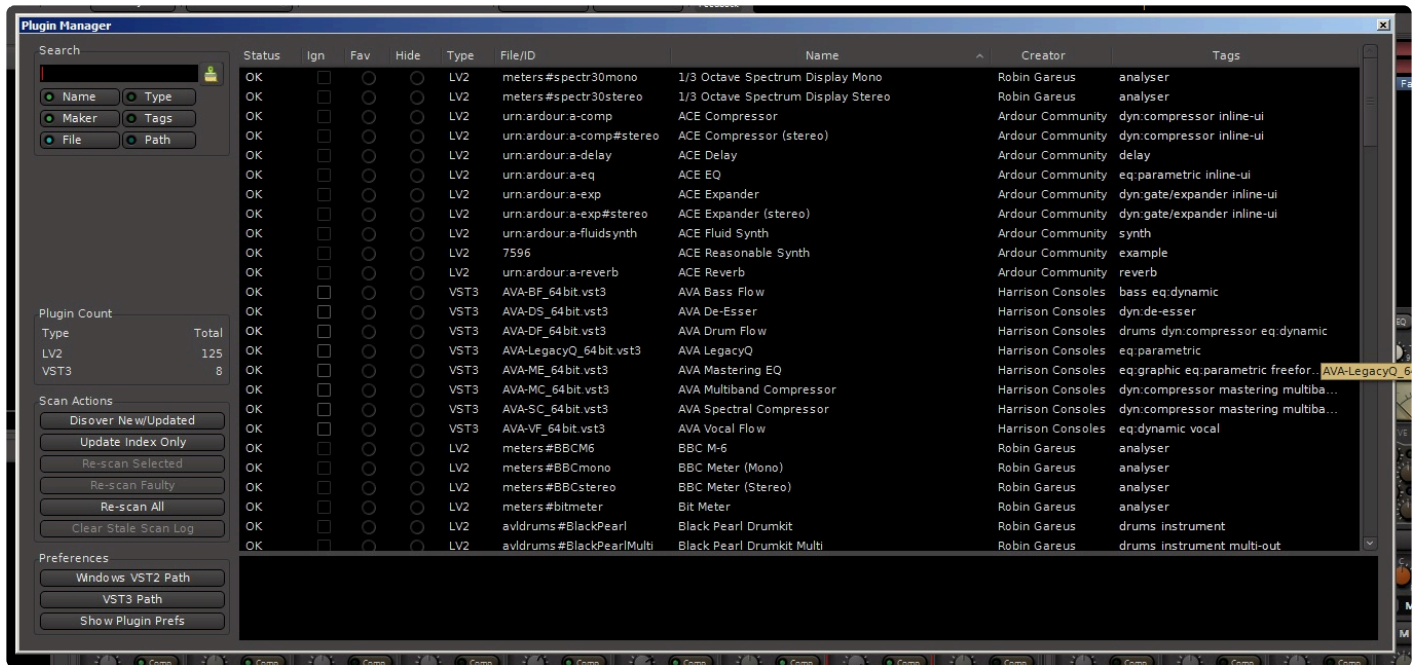 Plugin Manager
Search
Name Type
Maker Tags
File Path
Plugin Count
Type Total
LV2 125
VST3 8
Scan Actions
Disover New/Updated
Update Index Only
Re-scan Selected
Re-scan Faulty
Re-scan All
Clear Stale Scan Log
Preferences
Windows VST2 Path
VST3 Path
Show Plugin Prefs
Status Ign Fav Hide Type File/ID Name Creator Tags
OK LV2 meters#spectr30mono 1/3 Octave Spectrum Display Mono Robin Gareus analyser
OK LV2 meters#spectr30stereo 1/3 Octave Spectrum Display Stereo Robin Gareus analyser
OK LV2 urn:ardour:a-comp ACE Compressor Ardour Community dyn:compressor inline-ui
OK LV2 urn:ardour:a-comp#stereo ACE Compressor (stereo) Ardour Community dyn:compressor inline-ui
OK LV2 urn:ardour:a-delay ACE Delay Ardour Community delay
OK LV2 urn:ardour:a-eq ACE EQ Ardour Community eq:parametric inline-ui
OK LV2 urn:ardour:a-exp ACE Expander Ardour Community dyn:gate/expander inline-ui
OK LV2 urn:ardour:a-exp#stereo ACE Expander (stereo) Ardour Community dyn:gate/expander inline-ui
OK LV2 urn:ardour:a-fluidsynth ACE Fluid Synth Ardour Community synth
OK LV2 7596 ACE Reasonable Synth Ardour Community example
OK LV2 urn:ardour:a-reverb ACE Reverb Ardour Community reverb
OK VST3 AVA-BF_64bit.vst3 AVA Bass Flow Harrison Consoles bass eq:dynamic
OK VST3 AVA-DS_64bit.vst3 AVA De-Esser Harrison Consoles dyn:de-esser
OK VST3 AVA-DF_64bit.vst3 AVA Drum Flow Harrison Consoles drums dyn:compressor eq:dynamic
OK VST3 AVA-LegacyQ_64bit.vst3 AVA LegacyQ Harrison Consoles eq:parametric
OK VST3 AVA-ME_64bit.vst3 AVA Mastering EQ Harrison Consoles eq:graphic eq:parametric freefor... AVA-LegacyQ_64
OK VST3 AVA-MC_64bit.vst3 AVA Multiband Compressor Harrison Consoles dyn:compressor mastering multiba...
OK VST3 AVA-SC_64bit.vst3 AVA Spectral Compressor Harrison Consoles dyn:compressor mastering multiba...
OK VST3 AVA-VF_64bit.vst3 AVA Vocal Flow Harrison Consoles eq:dynamic vocal
OK LV2 meters#BBCM6 BBC M-6 Robin Gareus analyser
OK LV2 meters#BBCmono BBC Meter (Mono) Robin Gareus analyser
OK LV2 meters#BBCstereo BBC Meter (Stereo) Robin Gareus analyser
OK LV2 meters#bitmeter Bit Meter Robin Gareus analyser
OK LV2 avldrums#BlackPearl Black Pearl Drumkit Robin Gareus drums instrument
OK LV2 avldrums#BlackPearlMulti Black Pearl Drumkit Multi Robin Gareus drums instrument multi-out